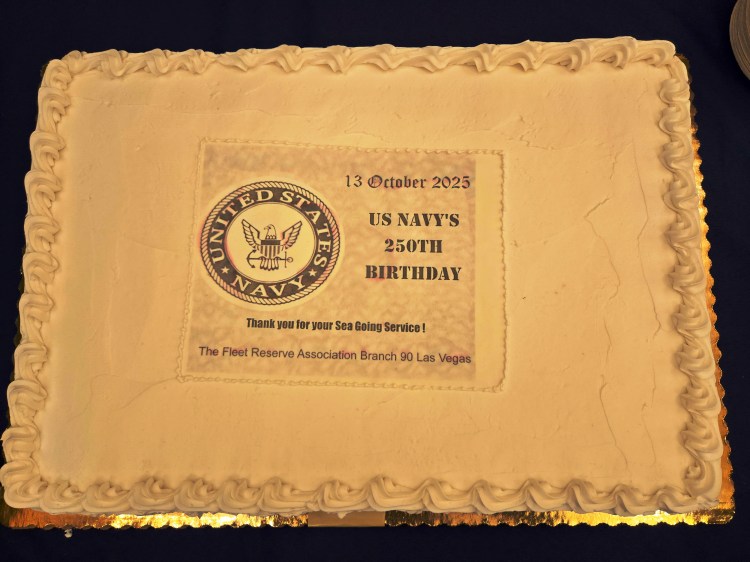 13 October 2025
US NAVY'S
250TH
BIRTHDAY
UNITED STATES
NAVY
Thank you for your Sea Going Service !
The Fleet Reserve Association Branch 90 Las Vegas